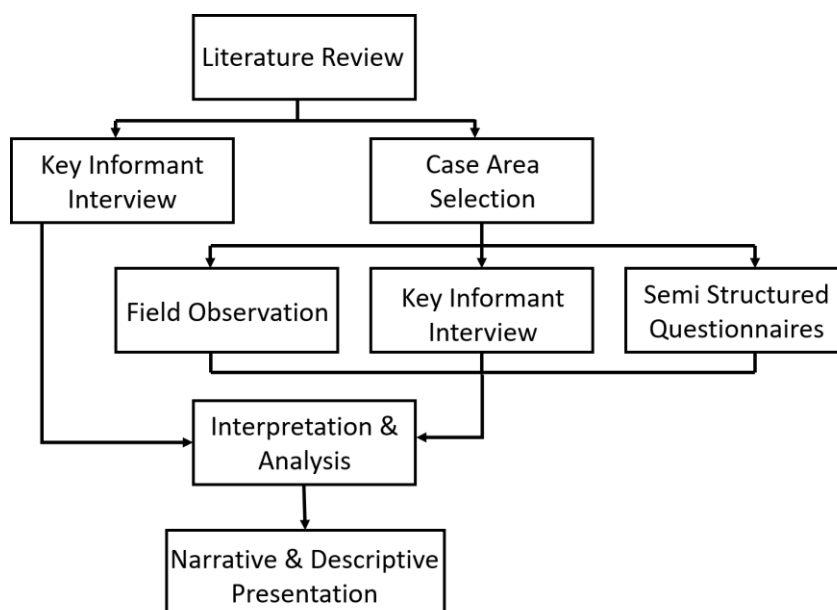 Literature Review
Key Informant
Interview
Case Area
Selection
Field Observation
Key Informant
Interview
Semi Structured
Questionnaires
Interpretation &
Analysis
Narrative & Descriptive
Presentation